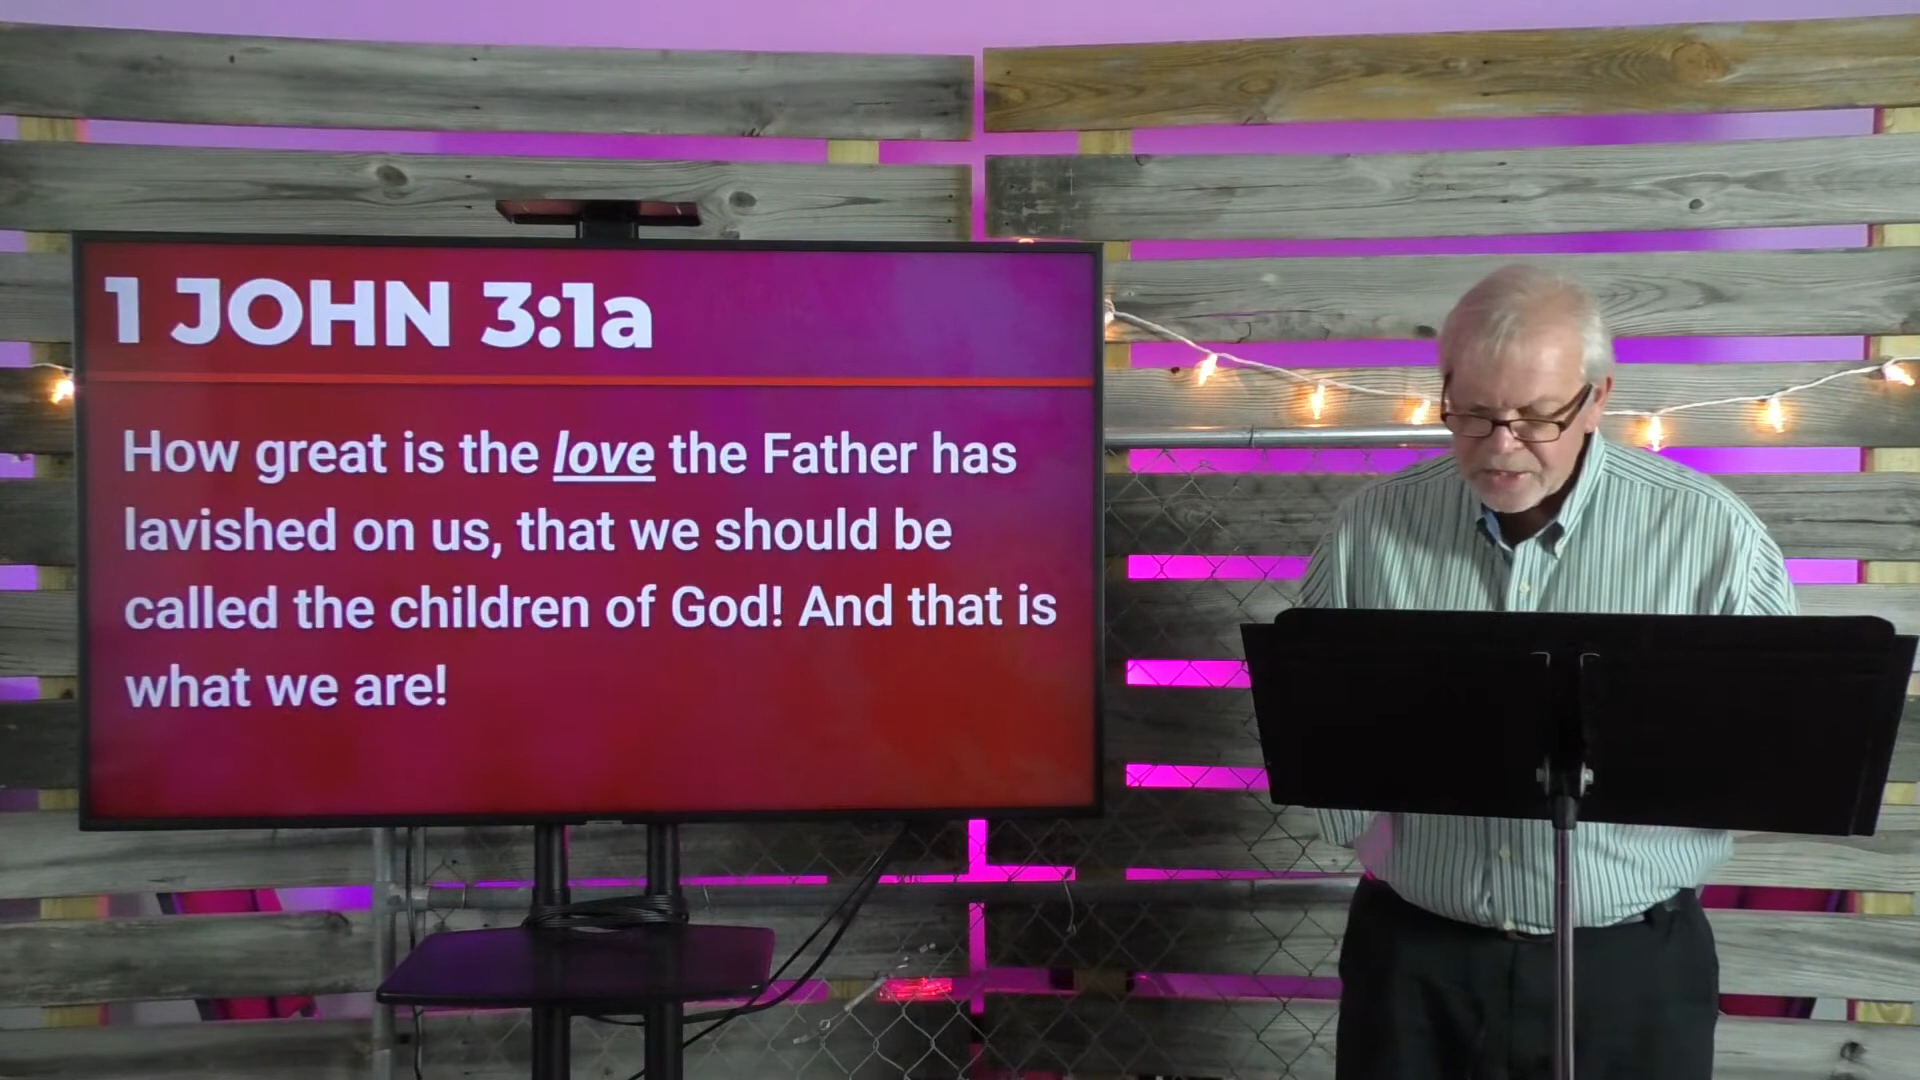 1 JOHN 3:1a
How great is the love the Father has
lavished on us, that we should be
called the children of God! And that is
what we are!